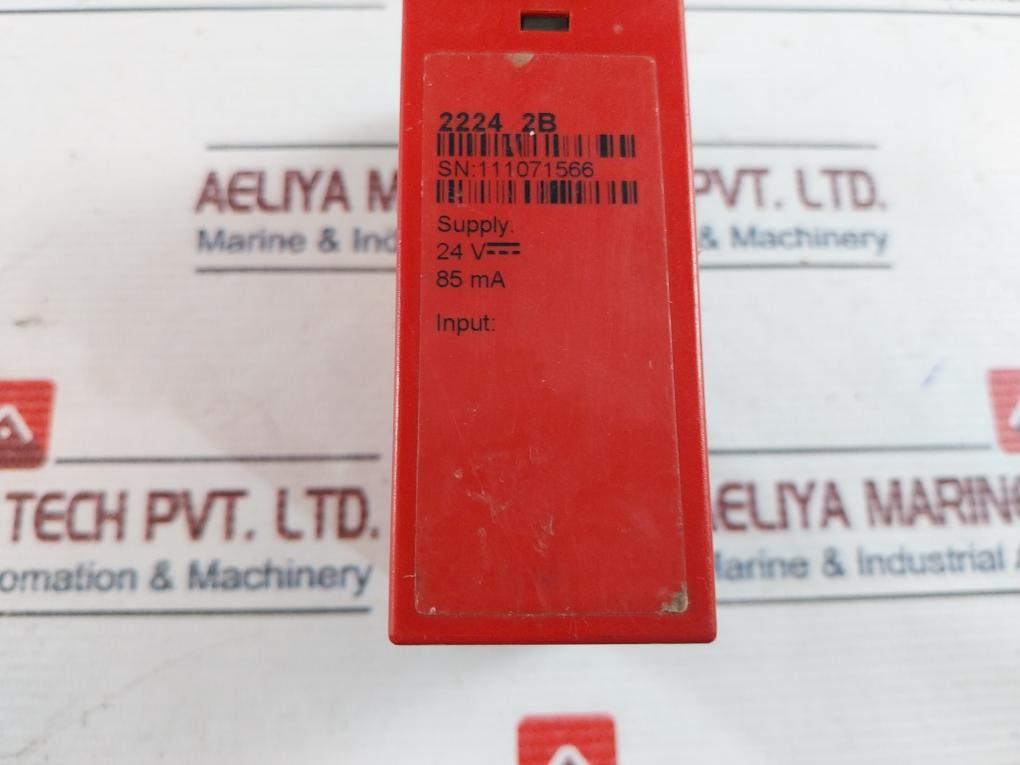 2224 2B
SN:111071566
Supply.
24 V
85 mA
Input:
AELIYA M PVT. LTD.
Marine & Ind & Machinery
TECH PVT. LTD.
omation & Machinery
AELIYA MARINE
Marine & Industrial A